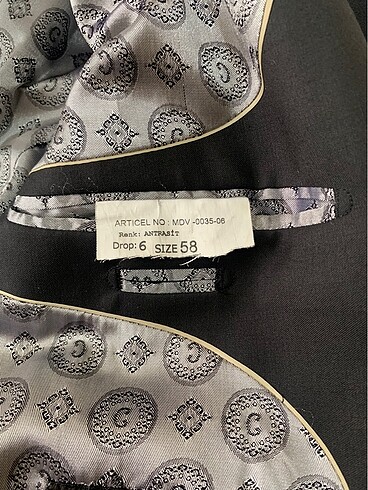 ARTICEL NO : MDV -0035-06
Renk: ANTRASİT
Drop: 6 SIZE 58